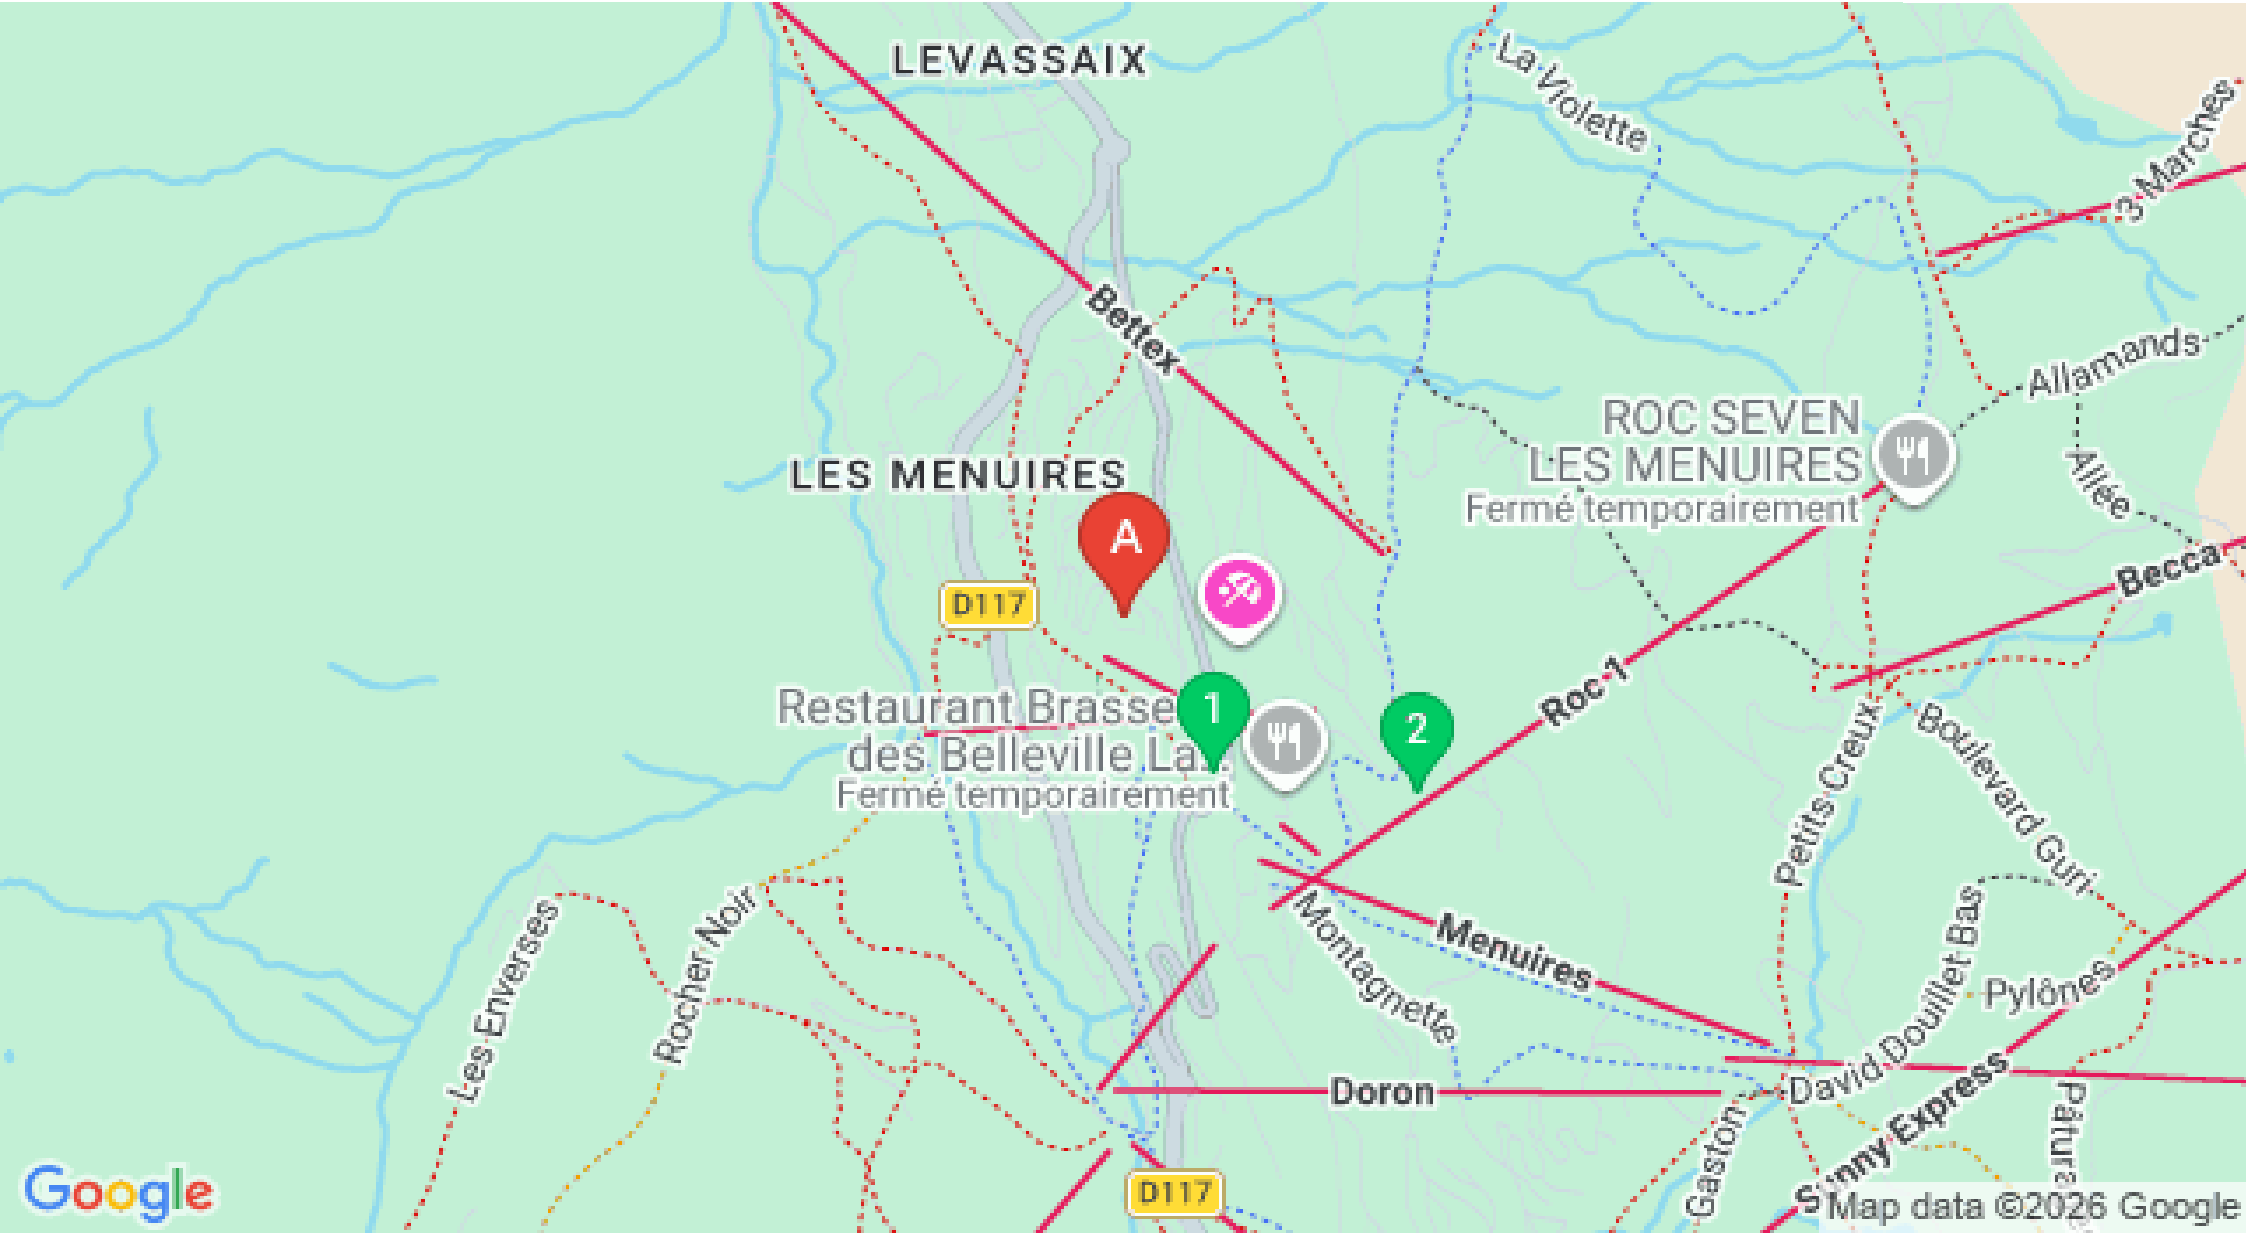 LEVASSAIX
La Violette
3 Marches
Bettex
Allamands
ROC SEVEN
LES MENUIRES
Fermé temporairement
LES MENUIRES
Allée
A
Becca
D117
Roc 1
Restaurant Brasse
des Belleville La...
Fermé temporairement
1
2
Petits Creux
Boulevard Guri
Les Enverses
Rocher Noir
Montagnette
Menuires
David Douillet Bas
Pylônes
Doron
Gaston
Sunny Express
Pâtura
D117
Google
Map data ©2026 Google